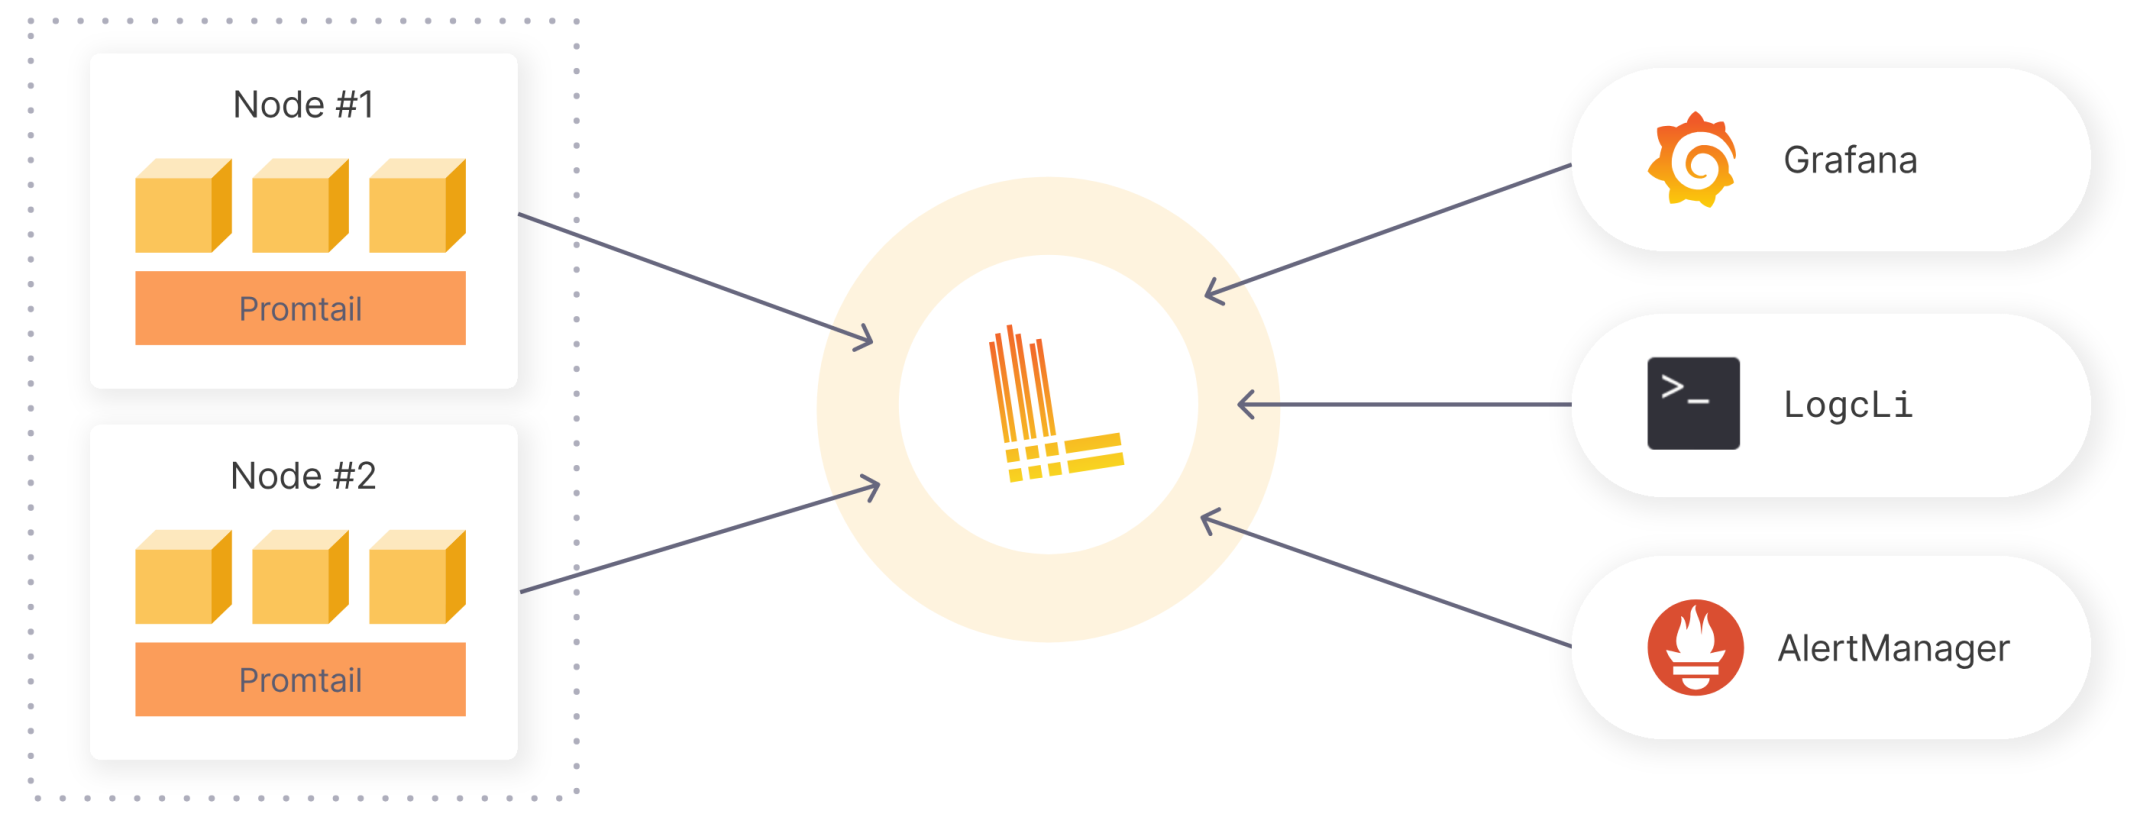 Node #1
Promtail
Node #2
Promtail
Grafana
>_
LogcLi
AlertManager